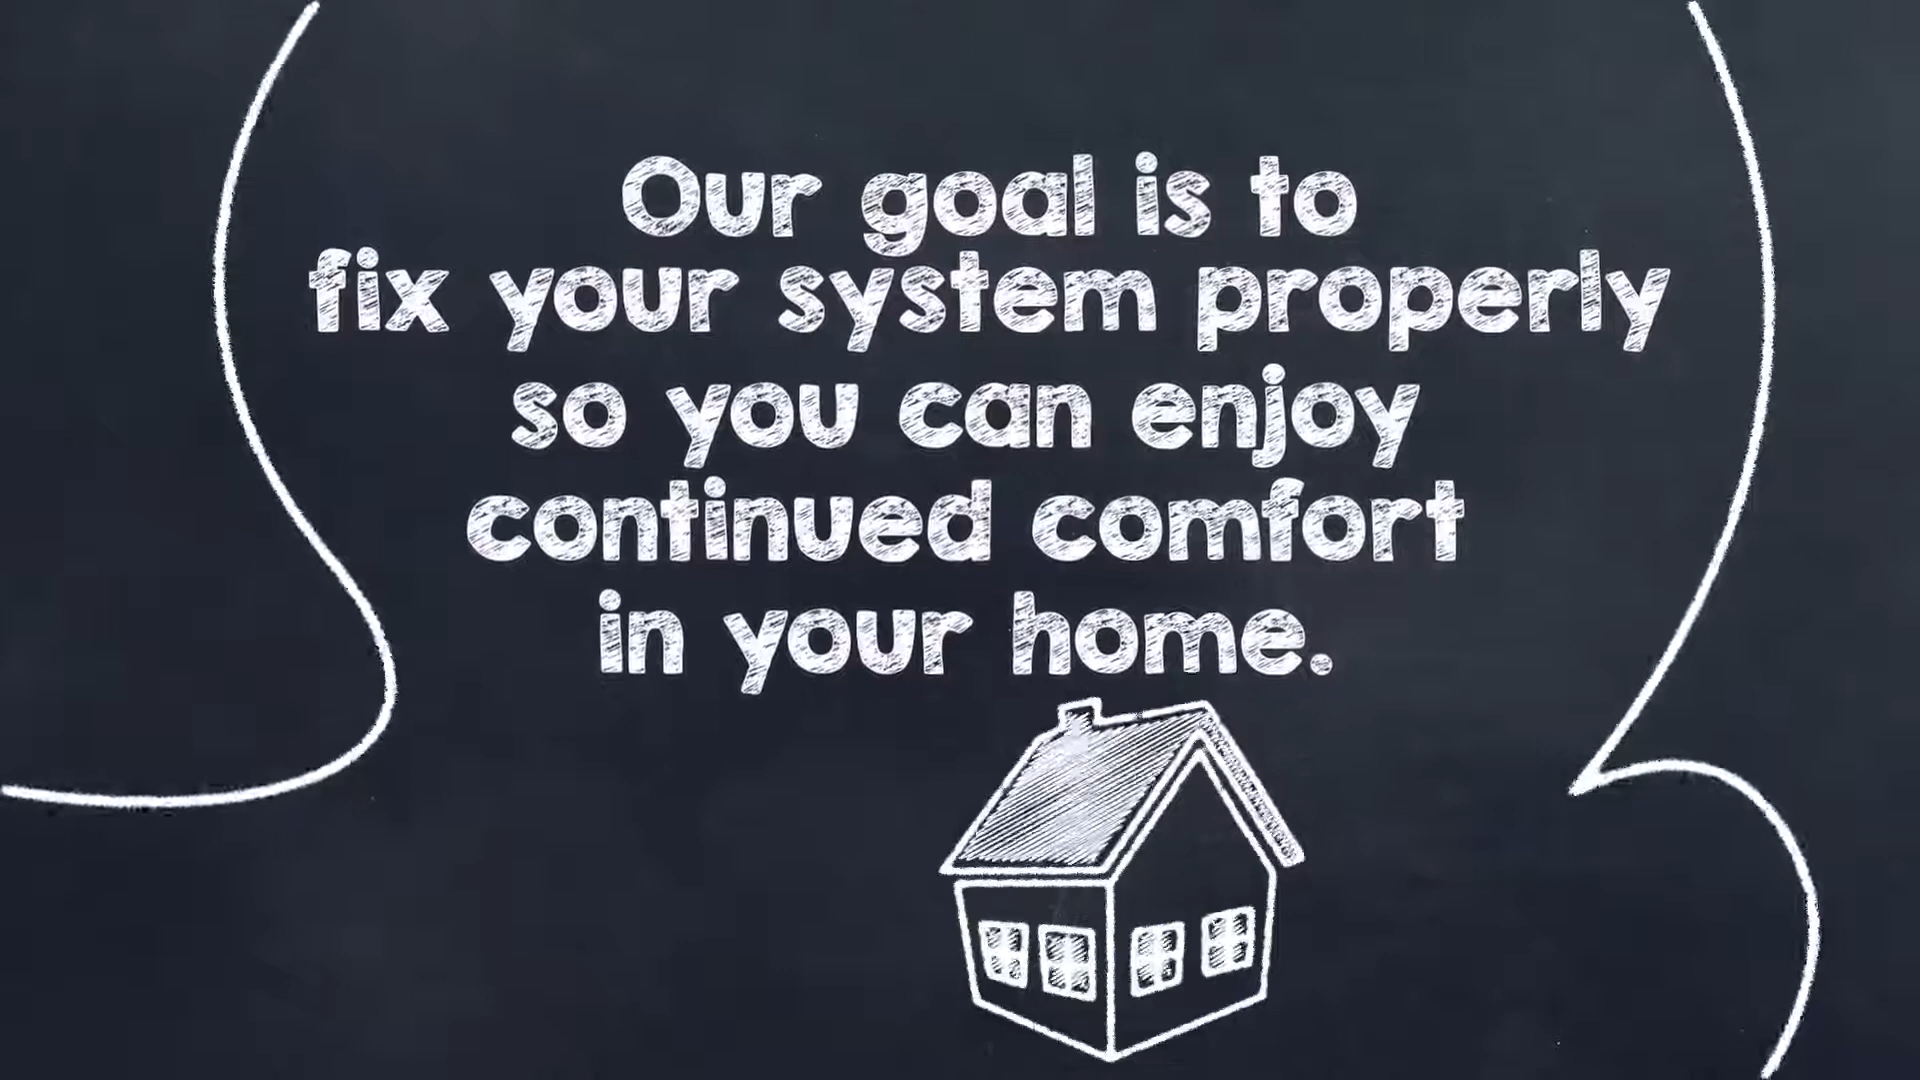 Our goal is to
fix your system properly
so you can enjoy
continued comfort
in your home.